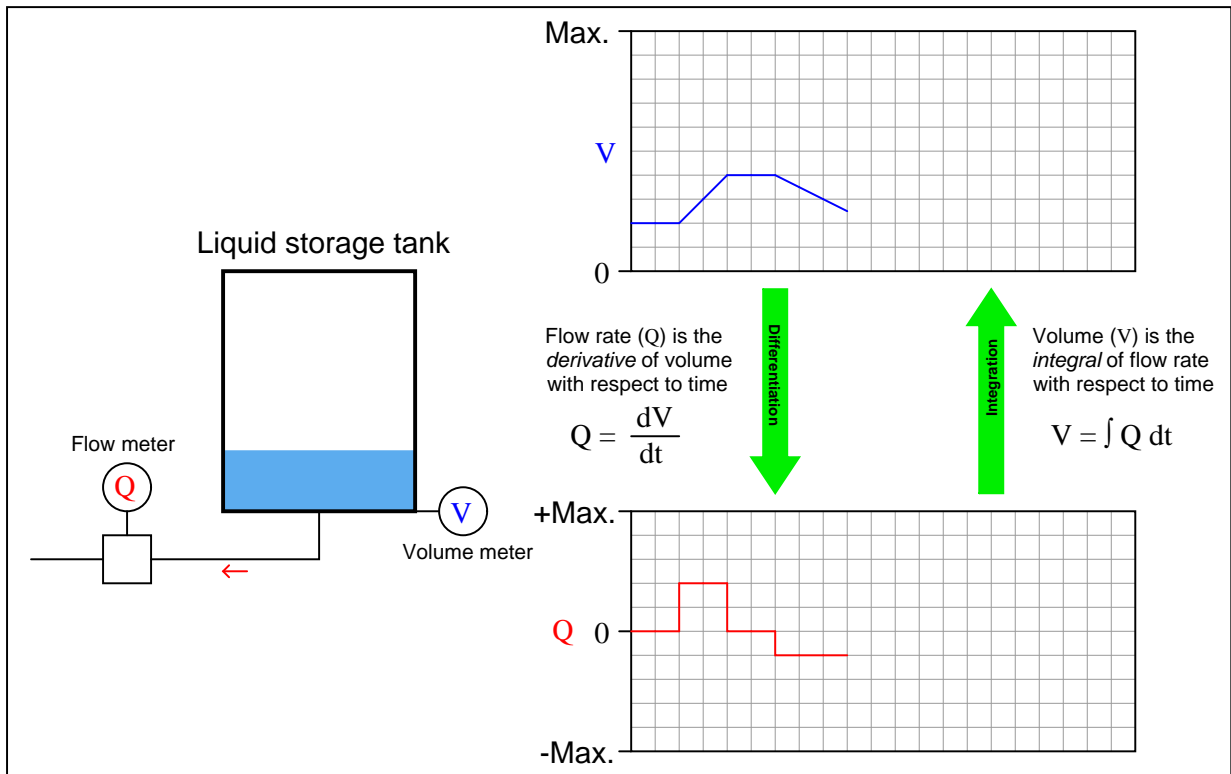 Max.
V
0
Liquid storage tank
Flow meter
Q
V
Volume meter
Flow rate (Q) is the
derivative of volume
with respect to time
Q = dV/dt
Differentiation
Integration
Volume (V) is the
integral of flow rate
with respect to time
V = ∫ Q dt
+Max.
Q 0
-Max.